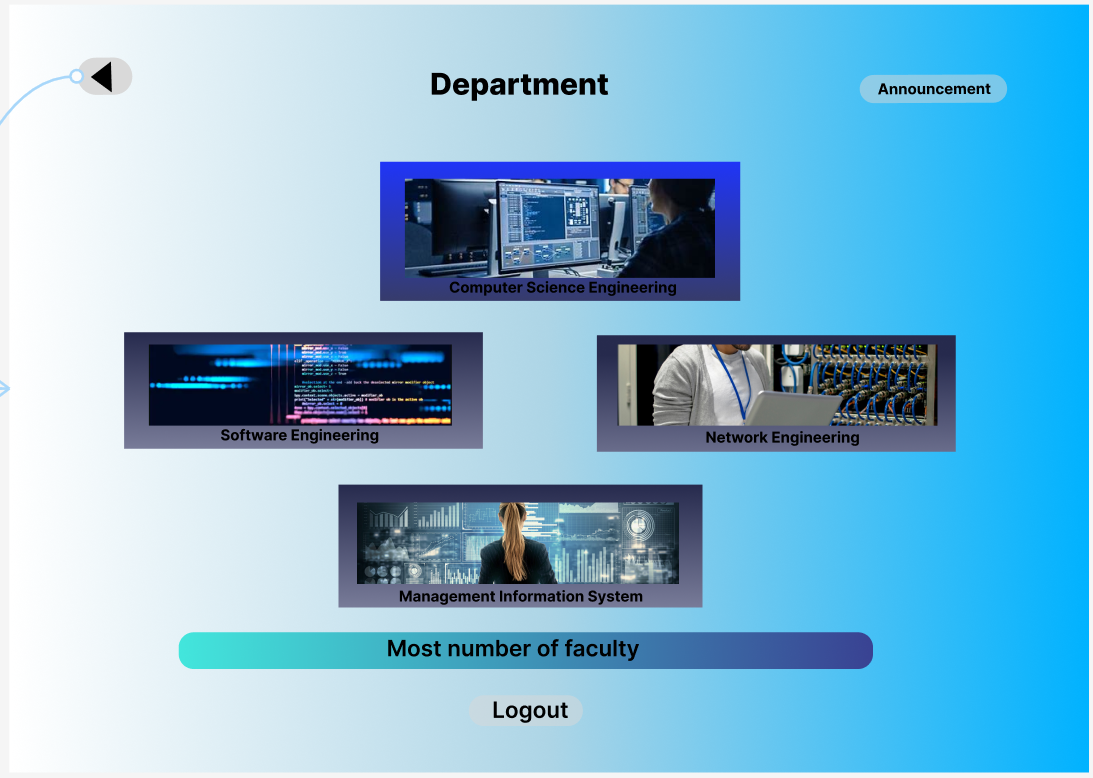 Department
Announcement
Computer Science Engineering
Software Engineering
Network Engineering
Management Information System
Most number of faculty
Logout